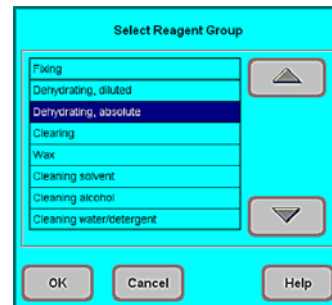 Select Reagent Group
Fixing
Dehydrating, diluted
Dehydrating, absolute
Clearing
Wax
Cleaning solvent
Cleaning alcohol
Cleaning water/detergent
OK
Cancel
Help